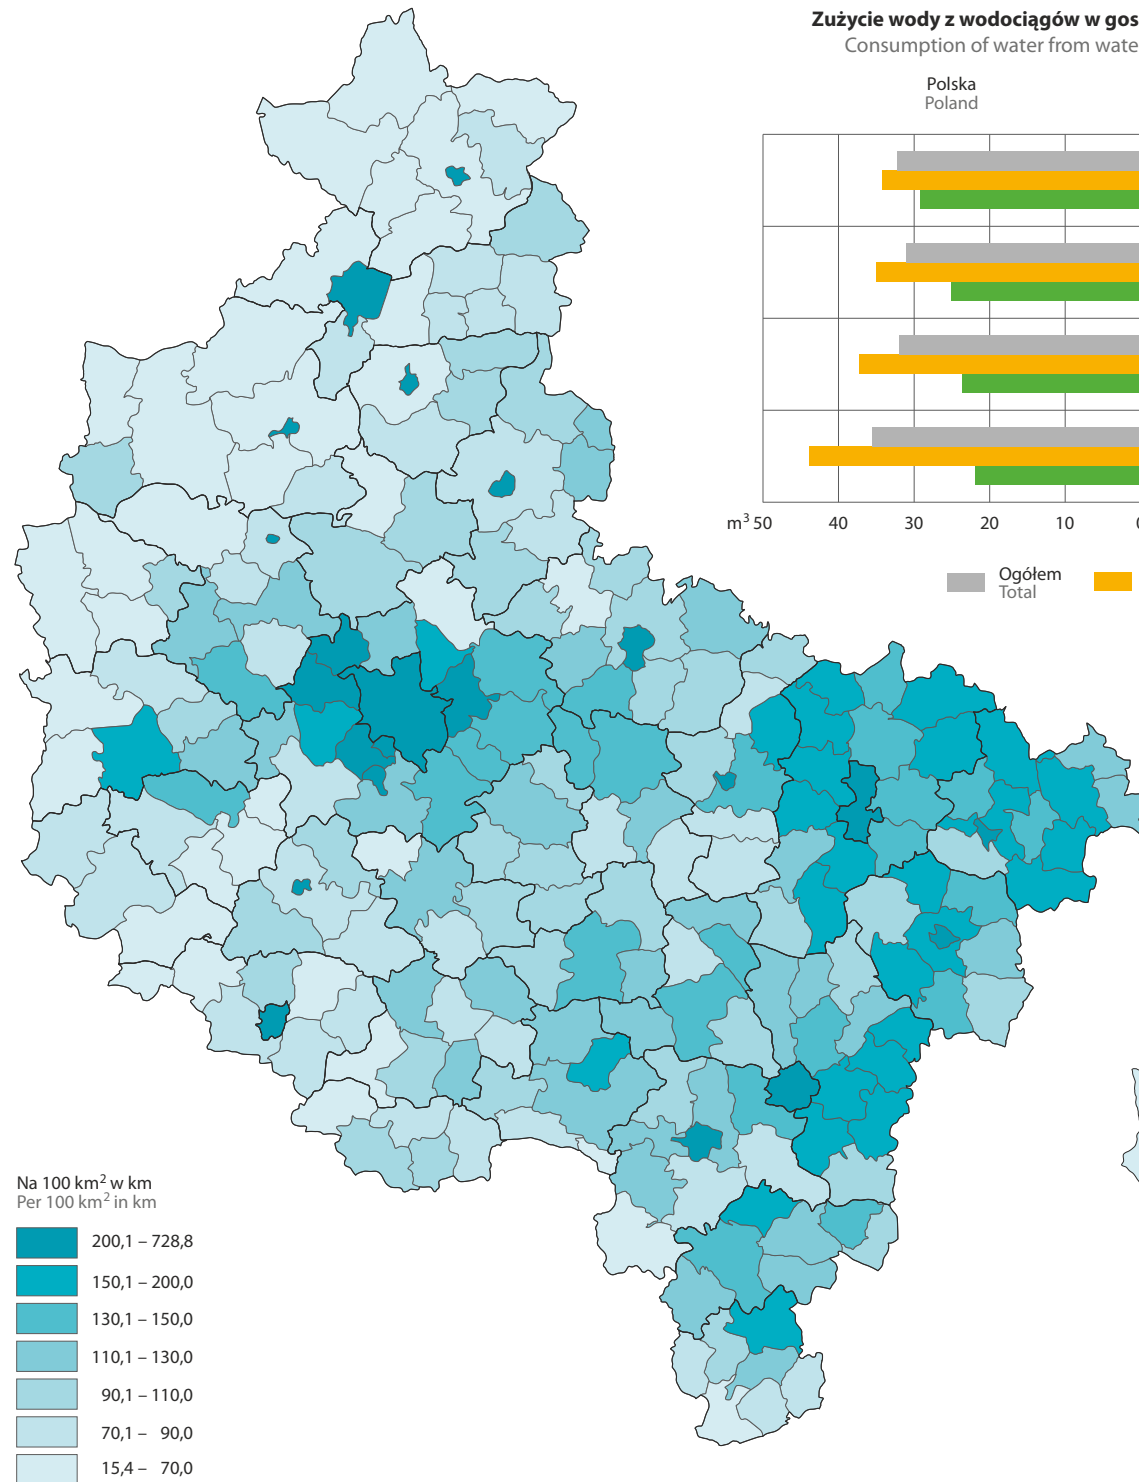 Zużycie wody z wodociągów w gos
Consumption of water from wate
Polska
Poland
m³ 50 40 30 20 10
Ogółem
Total
Na 100 km² w km
Per 100 km² in km
200,1 – 728,8
150,1 – 200,0
130,1 – 150,0
110,1 – 130,0
90,1 – 110,0
70,1 – 90,0
15,4 – 70,0